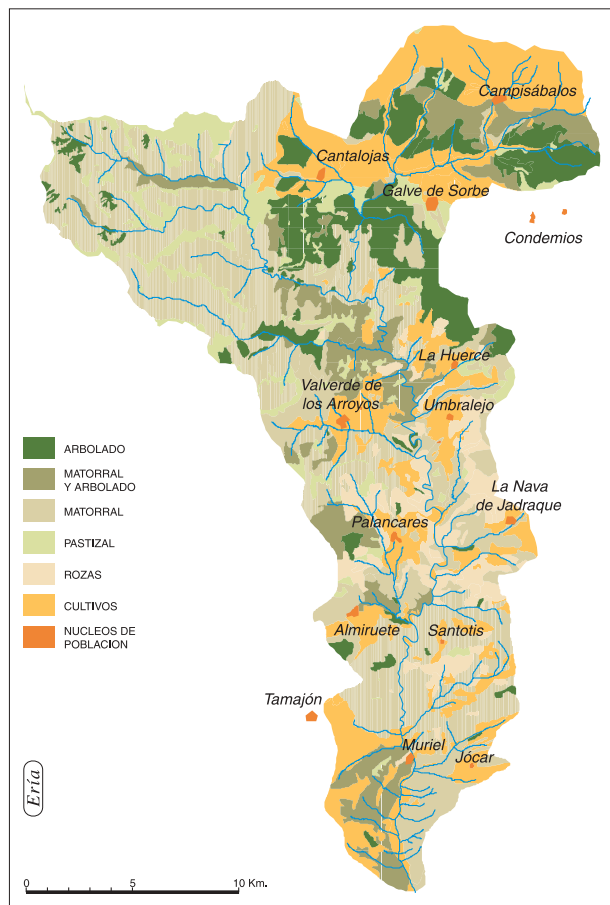 Campisábalos
Cantalojas
Galve de Sorbe
Condemios
La Huerce
Valverde de
los Arroyos
Umbralejo
ARBOLADO
MATORRAL
Y ARBOLADO
MATORRAL
PASTIZAL
ROZAS
CULTIVOS
NUCLEOS DE
POBLACION
La Nava
de Jadraque
Palancares
Almiruete
Santotis
Tamajón
Muriel
Jócar
Ería
0 5 10 Km.